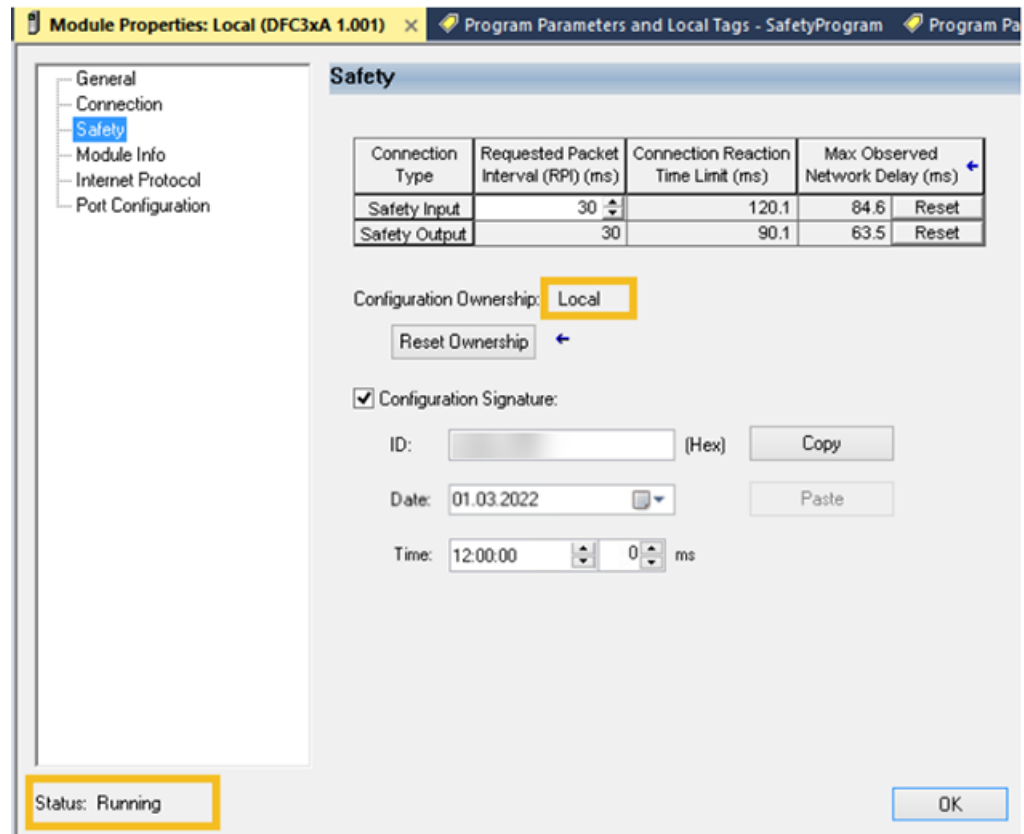 Module Properties: Local (DFC3xA 1.001) × Program Parameters and Local Tags - SafetyProgram Program Pa
General
Connection
Safety
Module Info
Internet Protocol
Port Configuration
Safety
Connection Type Requested Packet Interval (RPI) (ms) Connection Reaction Time Limit (ms) Max Observed Network Delay (ms)
Safety Input 30 120.1 84.6 Reset
Safety Output 30 90.1 63.5 Reset
Configuration Ownership: Local
Reset Ownership
Configuration Signature:
ID: (Hex) Copy
Date: 01.03.2022 Paste
Time: 12:00:00 0 ms
Status: Running
OK